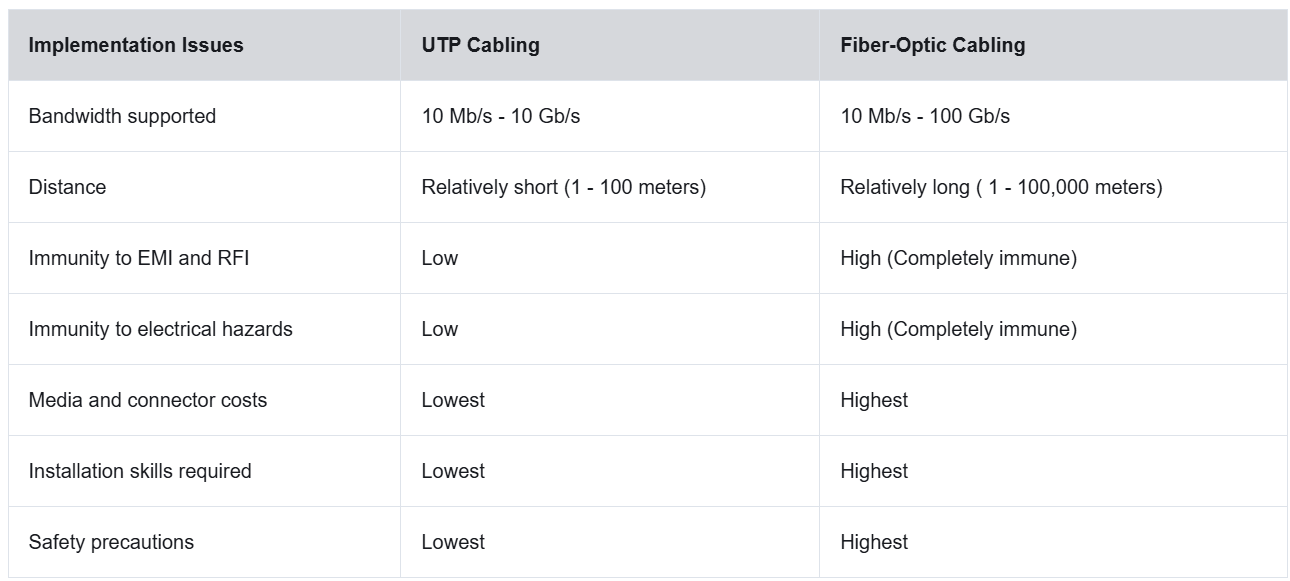 Implementation Issues UTP Cabling Fiber-Optic Cabling
Bandwidth supported 10 Mb/s - 10 Gb/s 10 Mb/s - 100 Gb/s
Distance Relatively short (1 - 100 meters) Relatively long ( 1 - 100,000 meters)
Immunity to EMI and RFI Low High (Completely immune)
Immunity to electrical hazards Low High (Completely immune)
Media and connector costs Lowest Highest
Installation skills required Lowest Highest
Safety precautions Lowest Highest